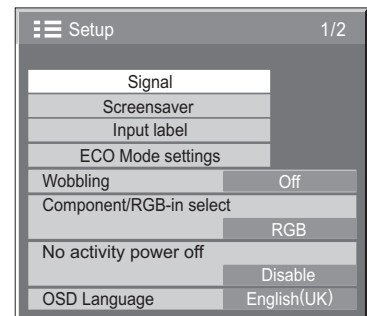 Setup 1/2
Signal
Screensaver
Input label
ECO Mode settings
Wobbling Off
Component/RGB-in select
RGB
No activity power off
Disable
OSD Language English(UK)